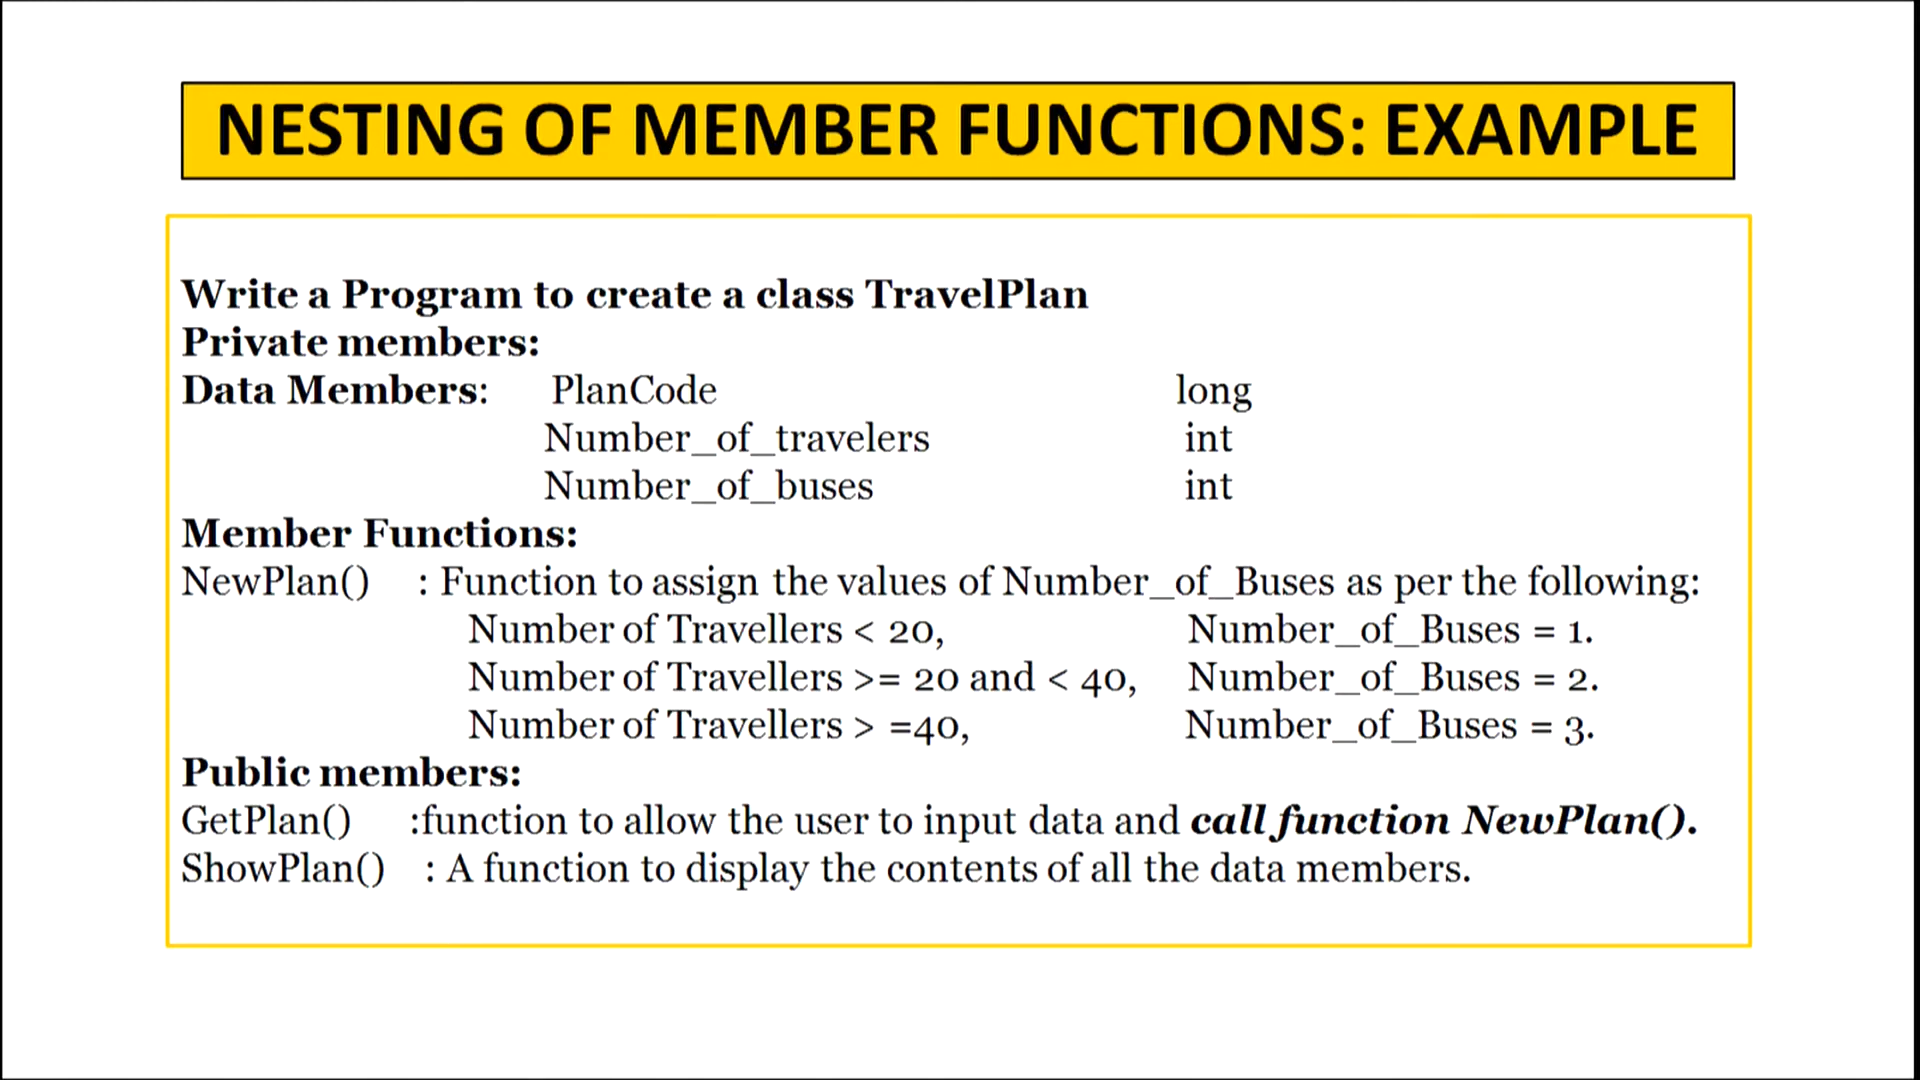 NESTING OF MEMBER FUNCTIONS: EXAMPLE
Write a Program to create a class TravelPlan
Private members:
Data Members: PlanCode long
Number_of_travelers int
Number_of_buses int
Member Functions:
NewPlan() : Function to assign the values of Number_of_Buses as per the following:
Number of Travellers < 20, Number_of_Buses = 1.
Number of Travellers >= 20 and < 40, Number_of_Buses = 2.
Number of Travellers > =40, Number_of_Buses = 3.
Public members:
GetPlan() :function to allow the user to input data and call function NewPlan().
ShowPlan() : A function to display the contents of all the data members.